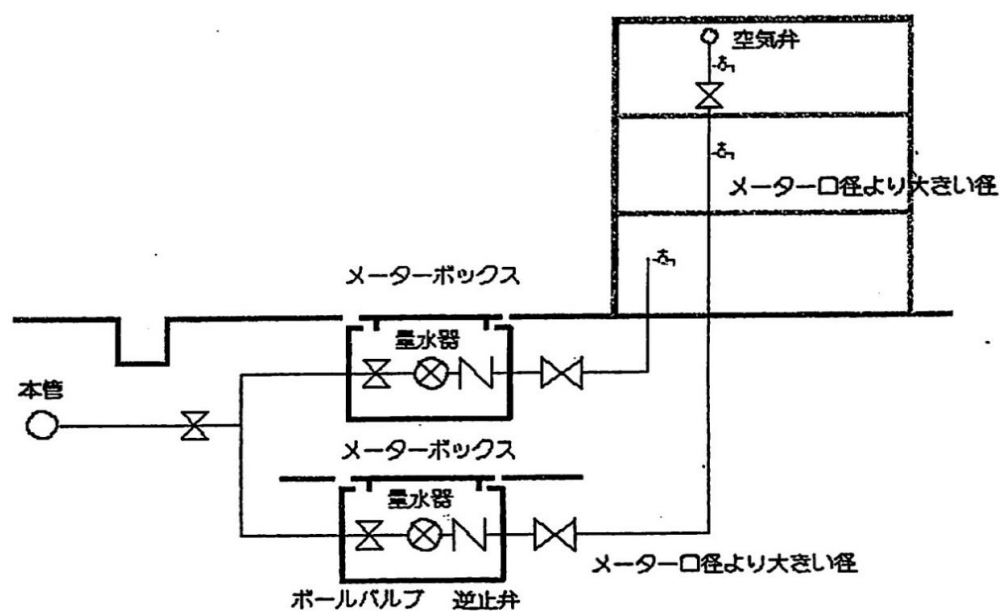 空気弁
メーター口径より大きい径
メーターボックス
量水器
本管
メーターボックス
量水器
メーター口径より大きい径
ボールバルブ
逆止弁